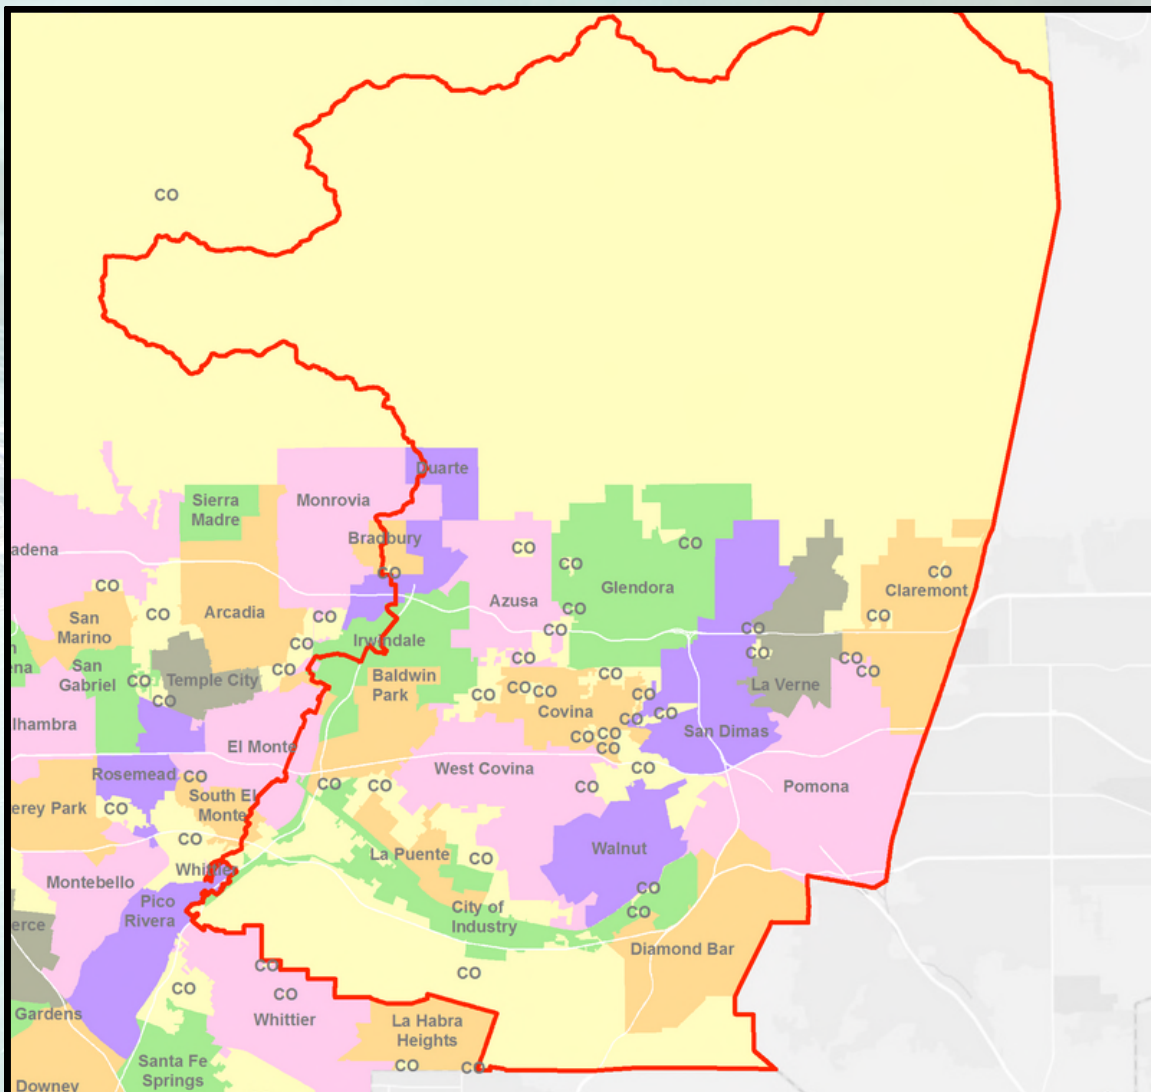 CO
Duarte
Sierra
Madre
Monrovia
Bradbury
adena
CO
CO
CO
CO
CO
Glendora
Claremont
CO
San
Marino
CO
Arcadia
CO
Azusa
CO
CO
CO
CO
Irwindale
CO
n
ena
San
Gabriel
CO
Temple City
CO
CO
Baldwin
Park
CO
CO
CO
CO
CO
CO
La Verne
CO
CO
CO
Covina
CO
CO
lhambra
CO
CO
CO
San Dimas
El Monte
CO
Rosemead
CO
West Covina
CO
CO
CO
CO
Pomona
erey Park
CO
South El
Monte
CO
La Puente
CO
Walnut
Whittier
Montebello
CO
Pico
Rivera
City of
Industry
CO
erce
Diamond Bar
CO
CO
CO
CO
Whittier
La Habra
Heights
Gardens
CO
CO
Santa Fe
Springs
Downey